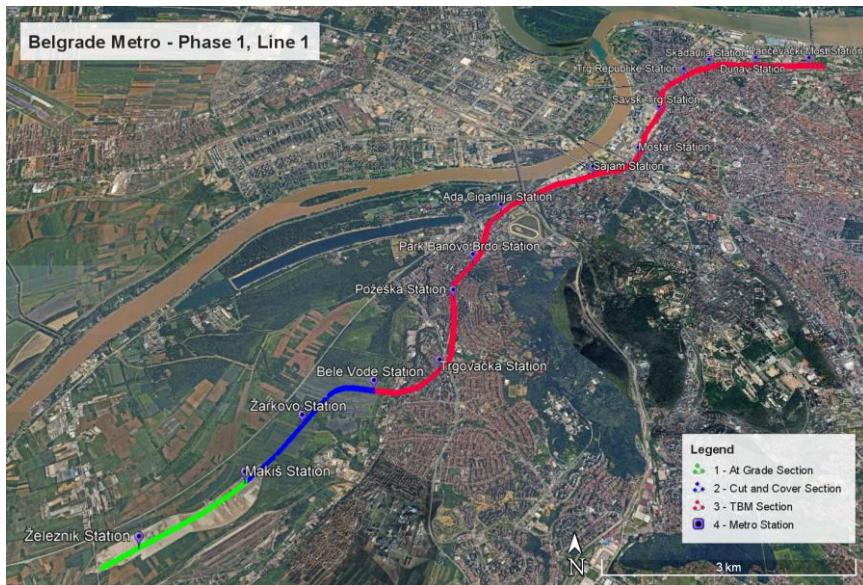 Belgrade Metro - Phase 1, Line 1
Skadarlija Station
Pančevački Most Station
Trg Republike Station
Dunav Station
Savski Trg Station
Mostar Station
Sajam Station
Ada Ciganlija Station
Park Banovo Brdo Station
Požeška Station
Trgovačka Station
Bele Vode Station
Žarkovo Station
Makiš Station
Železnik Station
Legend
1 - At Grade Section
2 - Cut and Cover Section
3 - TBM Section
4 - Metro Station
N
3 km